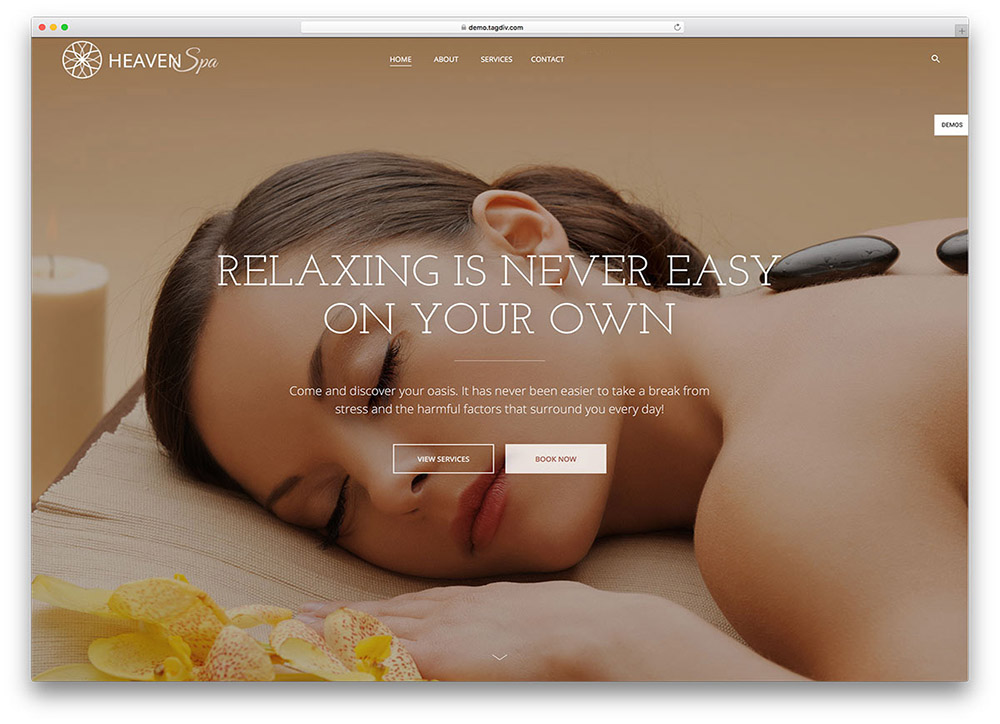 demo.tagdiv.com
HEAVEN Spa
HOME ABOUT SERVICES CONTACT
DEMOS
RELAXING IS NEVER EASY
ON YOUR OWN
Come and discover your oasis. It has never been easier to take a break from
stress and the harmful factors that surround you every day!
VIEW SERVICES BOOK NOW